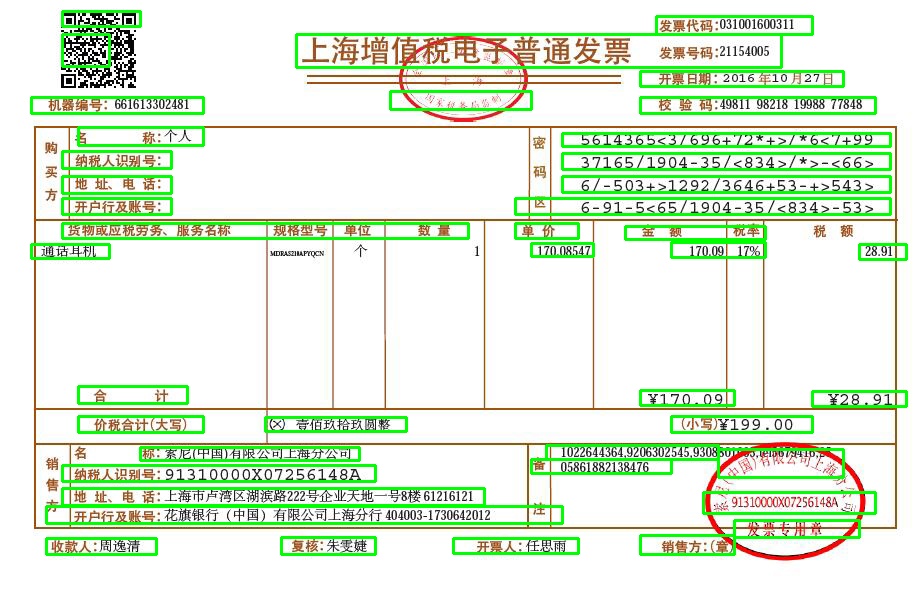 发票代码:031001600311
上海增值税电子普通发票
发票号码:21154005
上海
国家税务局监制
开票日期: 2016 年10 月27日
机器编号: 661613302481
校 验 码:49811 98218 19988 77848
购买方
名 称:个人
纳税人识别号:
地 址、电 话:
开户行及账号:
密码区
5614365<3/696+72*+>/*6<7+99
37165/1904-35/<834>/*>-<66>
6/-503+>1292/3646+53-+>543>
6-91-5<65/1904-35/<834>-53>
货物或应税劳务、服务名称 规格型号 单位 数 量 单 价 金 额 税率 税 额
通话耳机 MDRAS210APYQCN 个 1 170.08547 170.09 17% 28.91
合 计 ¥170.09 ¥28.91
价税合计(大写) ⊗ 壹佰玖拾玖圆整 (小写)¥199.00
销售方
名 称: 索尼(中国)有限公司上海分公司
纳税人识别号:91310000X07256148A
地 址、电 话:上海市卢湾区湖滨路222号企业天地一号8楼 61216121
开户行及账号:花旗银行（中国）有限公司上海分行 404003-1730642012
备注
1022644364,9206302545,
05861882138476
索尼(中国)有限公司上海分公司
91310000X07256148A
发票专用章
收款人:周逸清 复核:朱雯婕 开票人:任思雨 销售方:(章)